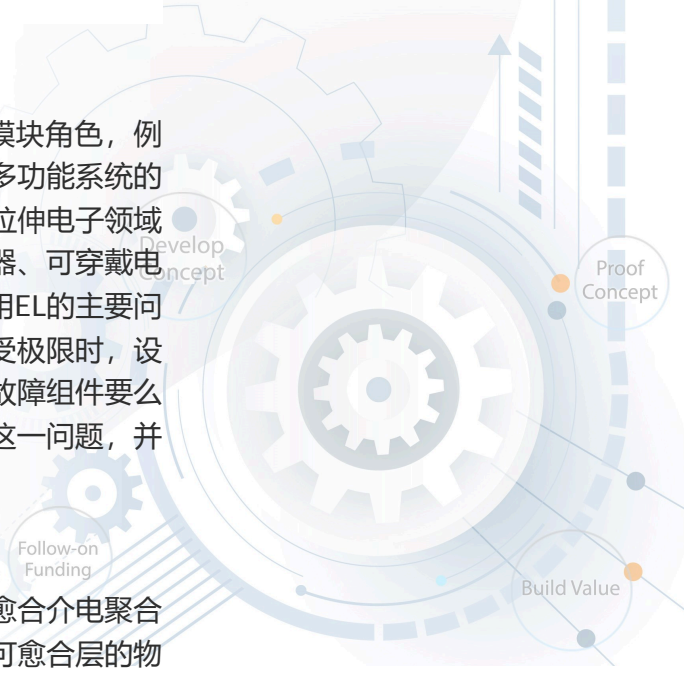 模块角色，例
多功能系统的
拉伸电子领域
器、可穿戴电
用EL的主要问
受极限时，设
故障组件要么
这一问题，并
愈合介电聚合
可愈合层的物
Develop
Concept
Proof
Concept
Follow-on
Funding
Build Value